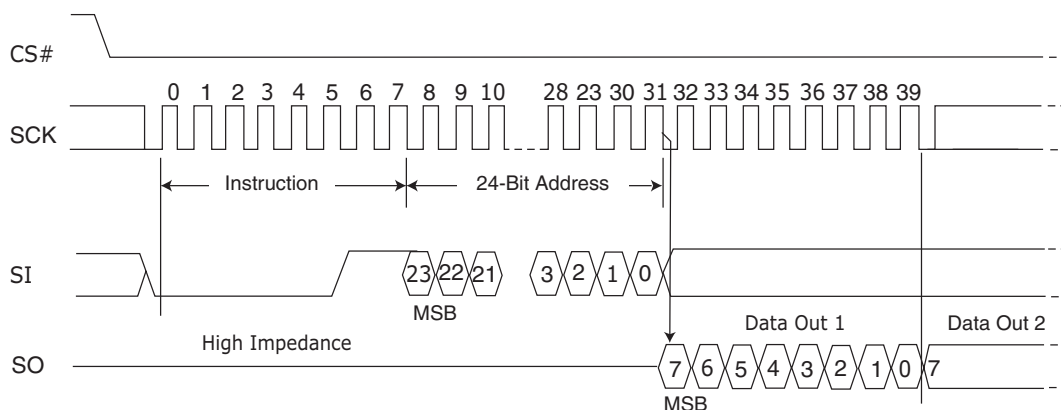 CS#
0 1 2 3 4 5 6 7 8 9 10 28 23 30 31 32 33 34 35 36 37 38 39
SCK
Instruction 24-Bit Address
SI 23 22 21 3 2 1 0
MSB
High Impedance Data Out 1 Data Out 2
SO 7 6 5 4 3 2 1 0 7
MSB